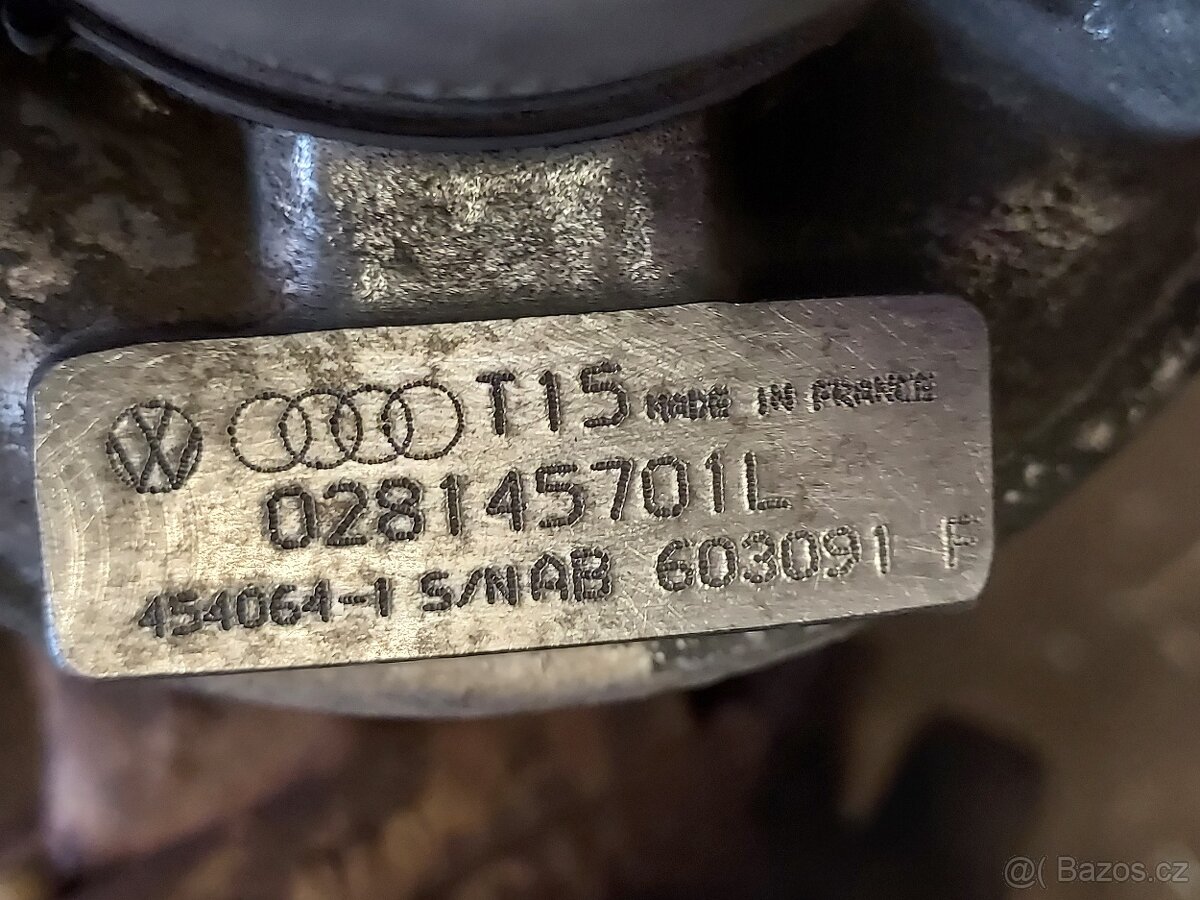 T15 MADE IN FRANCE
028145701L
454064-1 S/NAB 603091 F
@( Bazos.cz